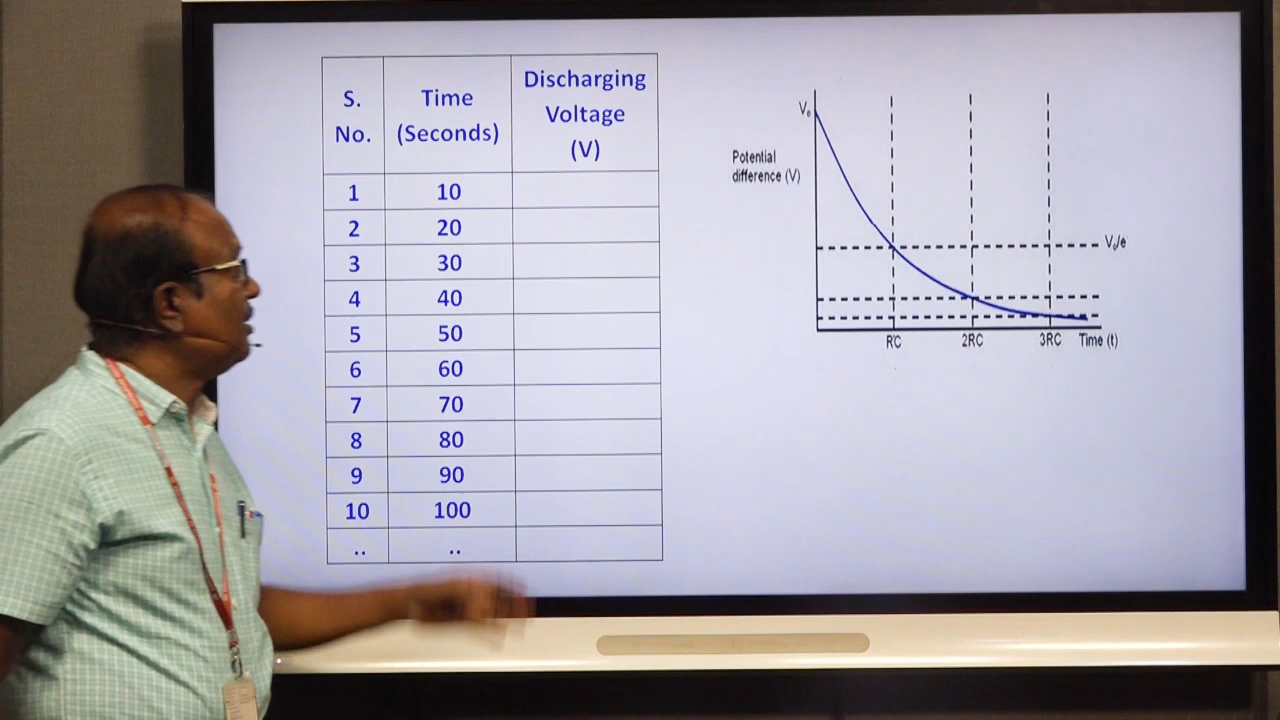 S. No.
Time (Seconds)
Discharging Voltage (V)
1 10
2 20
3 30
4 40
5 50
6 60
7 70
8 80
9 90
10 100
.. ..
V₀
Potential
difference (V)
V₀/e
RC 2RC 3RC Time (t)